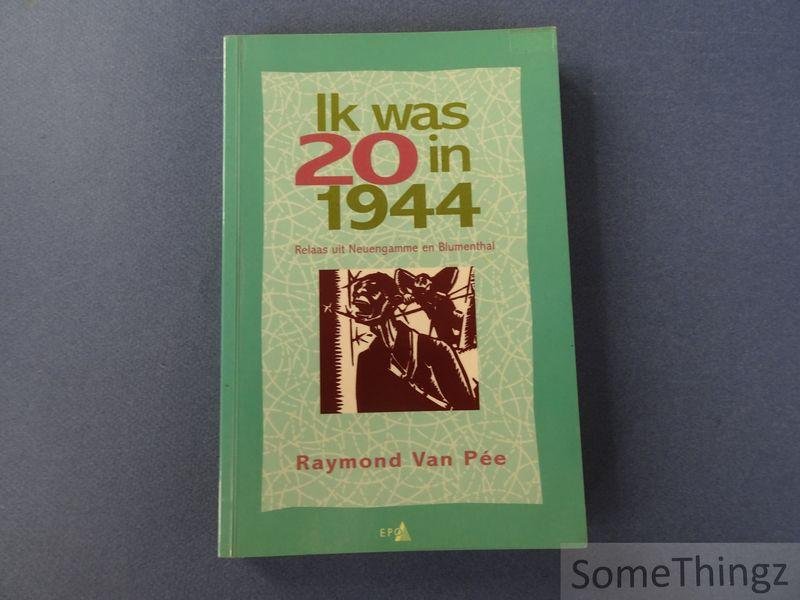 Ik was
20 in
1944
Relaas uit Neuengamme en Blumenthal
Raymond Van Pée
EPO
SomeThingz